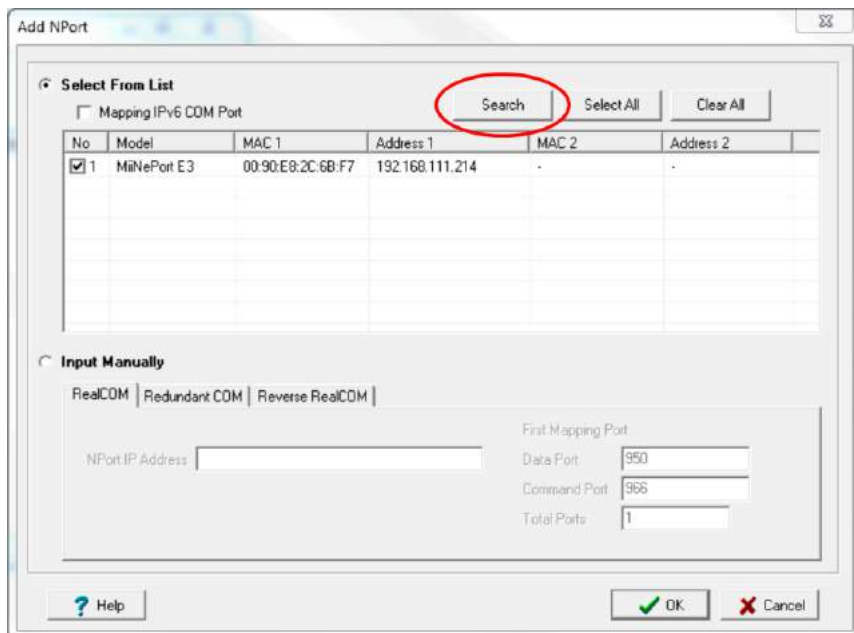 Add NPort
Select From List
Mapping IPv6 COM Port
Search
Select All
Clear All
No Model MAC 1 Address 1 MAC 2 Address 2
1 MiiNePort E3 00:90:E8:2C:6B:F7 192.168.111.214 - -
Input Manually
RealCOM Redundant COM Reverse RealCOM
First Mapping Port
NPort IP Address
Data Port 950
Command Port 966
Total Ports 1
? Help
OK
Cancel